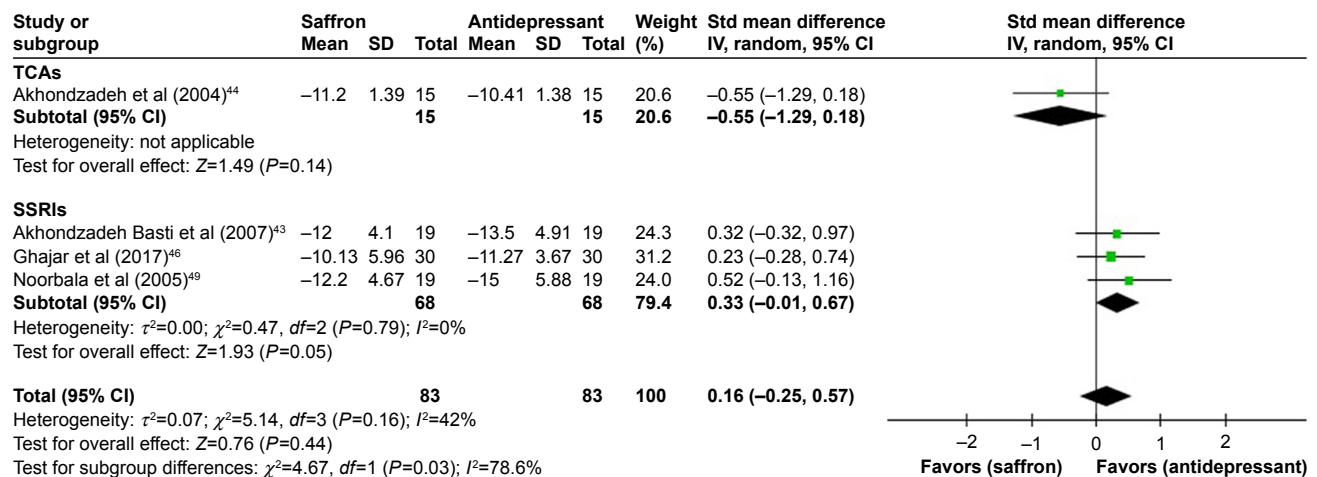 Study or subgroup Saffron Antidepressant Weight (%) Std mean difference IV, random, 95% CI Std mean difference IV, random, 95% CI
Mean SD Total Mean SD Total
TCAs
Akhondzadeh et al (2004)⁴⁴ –11.2 1.39 15 –10.41 1.38 15 20.6 –0.55 (–1.29, 0.18)
Subtotal (95% CI) 15 15 20.6 –0.55 (–1.29, 0.18)
Heterogeneity: not applicable
Test for overall effect: Z=1.49 (P=0.14)
SSRIs
Akhondzadeh Basti et al (2007)⁴³ –12 4.1 19 –13.5 4.91 19 24.3 0.32 (–0.32, 0.97)
Ghajar et al (2017)⁴⁶ –10.13 5.96 30 –11.27 3.67 30 31.2 0.23 (–0.28, 0.74)
Noorbala et al (2005)⁴⁹ –12.2 4.67 19 –15 5.88 19 24.0 0.52 (–0.13, 1.16)
Subtotal (95% CI) 68 68 79.4 0.33 (–0.01, 0.67)
Heterogeneity: τ²=0.00; χ²=0.47, df=2 (P=0.79); I²=0%
Test for overall effect: Z=1.93 (P=0.05)
Total (95% CI) 83 83 100 0.16 (–0.25, 0.57)
Heterogeneity: τ²=0.07; χ²=5.14, df=3 (P=0.16); I²=42%
Test for overall effect: Z=0.76 (P=0.44)
Test for subgroup differences: χ²=4.67, df=1 (P=0.03); I²=78.6%
–2 –1 0 1 2
Favors (saffron) Favors (antidepressant)